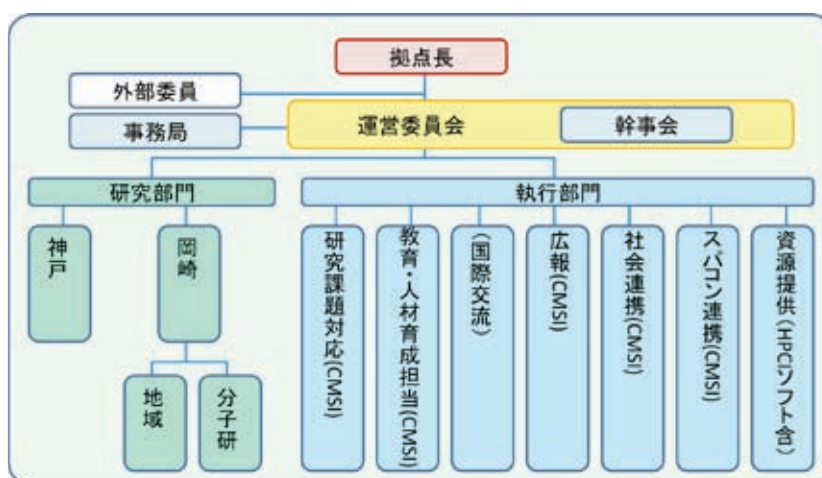 拠点長
外部委員
事務局
運営委員会
幹事会
研究部門
執行部門
神戸
岡崎
地域
分子研
研究課題対応(CMSI)
教育・人材育成担当(CMSI)
(国際交流)
広報(CMSI)
社会連携(CMSI)
スパコン連携(CMSI)
資源提供(HPCIソフト含)